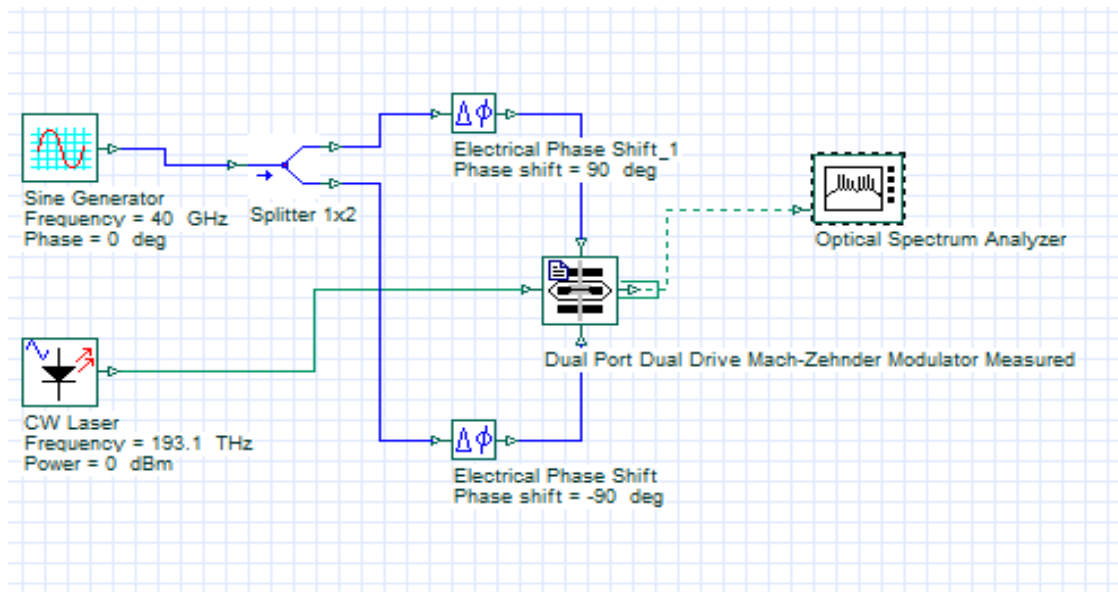 Δϕ
Electrical Phase Shift_1
Phase shift = 90 deg
Sine Generator
Frequency = 40 GHz
Phase = 0 deg
Splitter 1x2
Optical Spectrum Analyzer
Dual Port Dual Drive Mach-Zehnder Modulator Measured
CW Laser
Frequency = 193.1 THz
Power = 0 dBm
Δϕ
Electrical Phase Shift
Phase shift = -90 deg